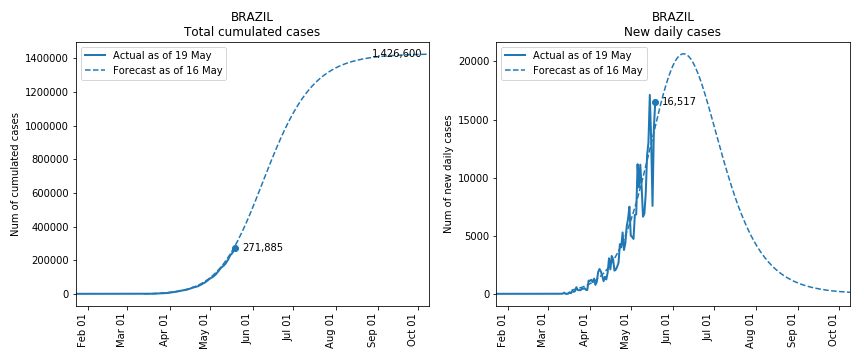 BRAZIL
Total cumulated cases
Num of cumulated cases
1400000
1200000
1000000
800000
600000
400000
200000
0
Actual as of 19 May
Forecast as of 16 May
1,426,600
271,885
Feb 01
Mar 01
Apr 01
May 01
Jun 01
Jul 01
Aug 01
Sep 01
Oct 01
BRAZIL
New daily cases
Num of new daily cases
20000
15000
10000
5000
0
Actual as of 19 May
Forecast as of 16 May
16,517
Feb 01
Mar 01
Apr 01
May 01
Jun 01
Jul 01
Aug 01
Sep 01
Oct 01